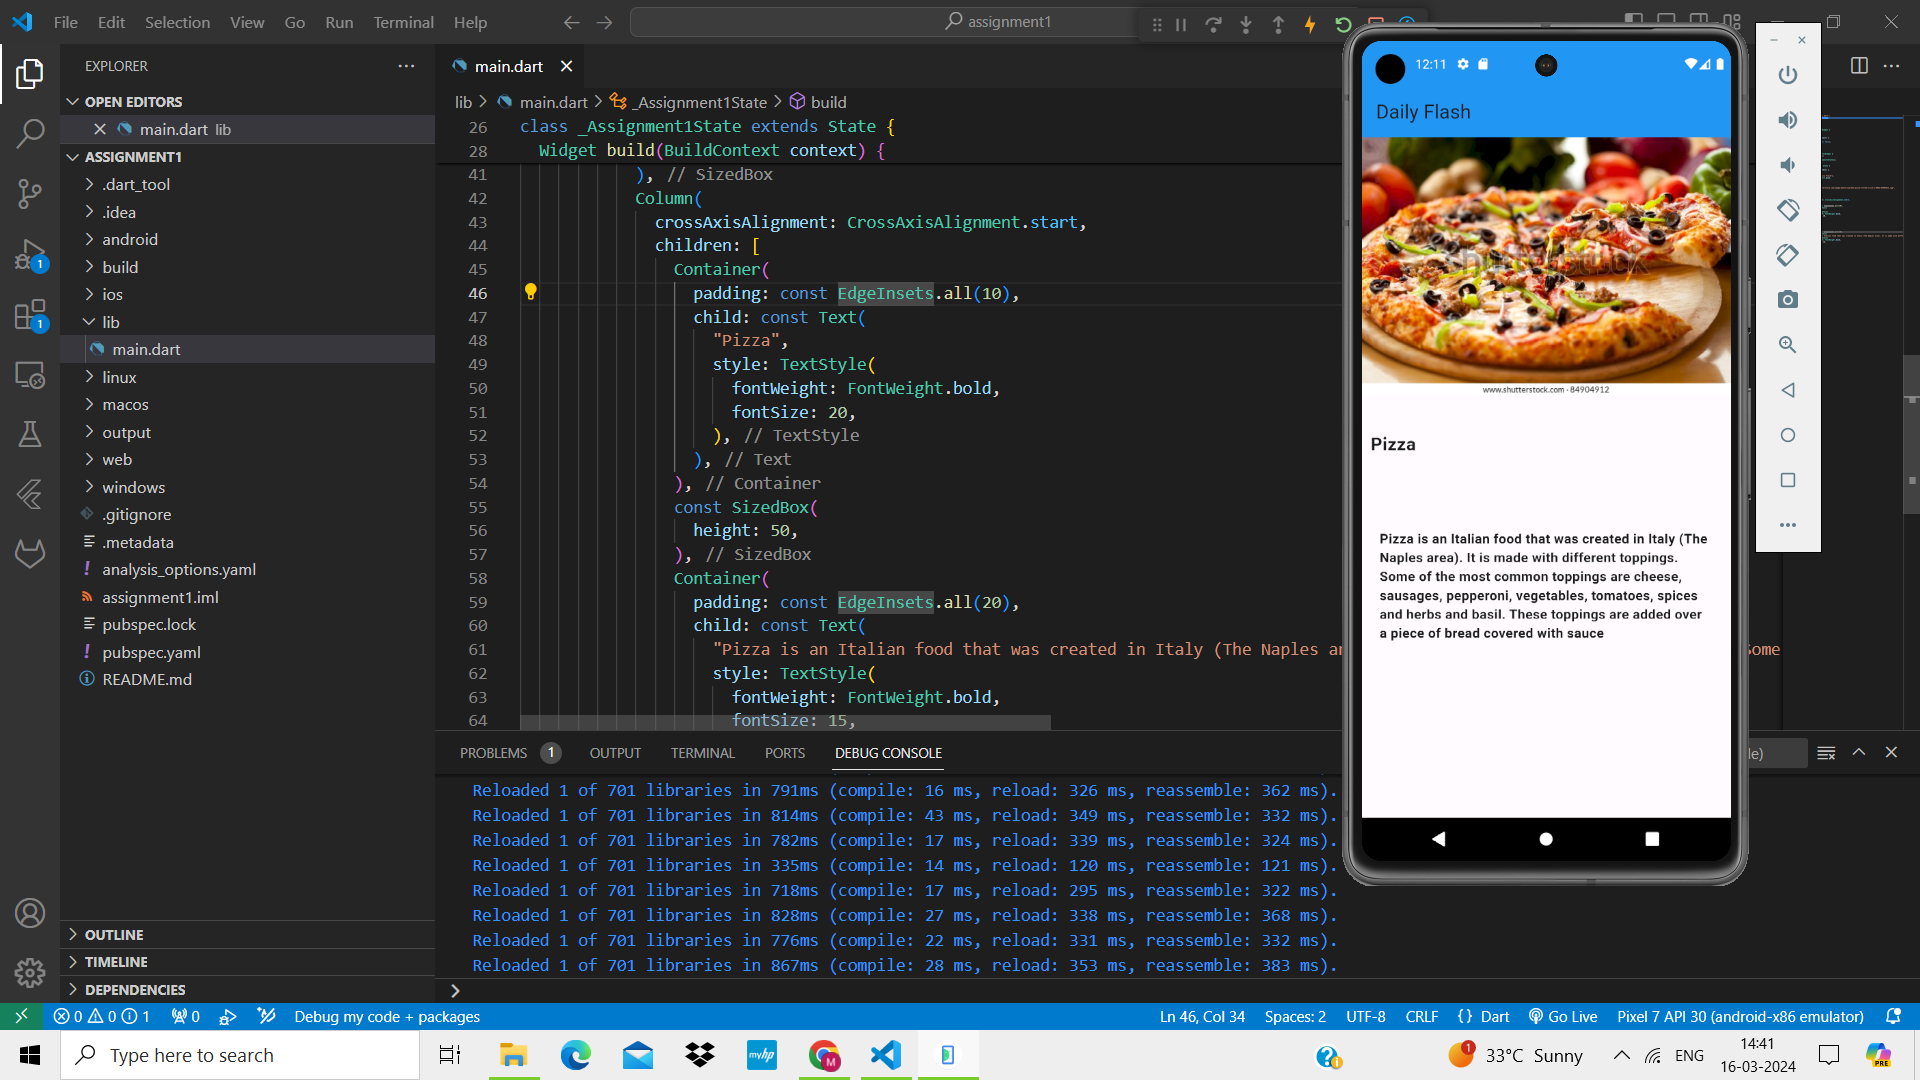 File Edit Selection View Go Run Terminal Help
assignment1
EXPLORER
OPEN EDITORS
main.dart lib
ASSIGNMENT1
.dart_tool
.idea
android
build
ios
lib
main.dart
linux
macos
output
web
windows
.gitignore
.metadata
analysis_options.yaml
assignment1.iml
pubspec.lock
pubspec.yaml
README.md
OUTLINE
TIMELINE
DEPENDENCIES
1
1
main.dart
lib > main.dart > _Assignment1State > build
26 class _Assignment1State extends State {
28 Widget build(BuildContext context) {
41 ), // SizedBox
42 Column(
43 crossAxisAlignment: CrossAxisAlignment.start,
44 children: [
45 Container(
46 padding: const EdgeInsets.all(10),
47 child: const Text(
48 "Pizza",
49 style: TextStyle(
50 fontWeight: FontWeight.bold,
51 fontSize: 20,
52 ), // TextStyle
53 ), // Text
54 ), // Container
55 const SizedBox(
56 height: 50,
57 ), // SizedBox
58 Container(
59 padding: const EdgeInsets.all(20),
60 child: const Text(
61 "Pizza is an Italian food that was created in Italy (The Naples ar
Some
62 style: TextStyle(
63 fontWeight: FontWeight.bold,
64 fontSize: 15,
PROBLEMS 1 OUTPUT TERMINAL PORTS DEBUG CONSOLE
Reloaded 1 of 701 libraries in 791ms (compile: 16 ms, reload: 326 ms, reassemble: 362 ms).
Reloaded 1 of 701 libraries in 814ms (compile: 43 ms, reload: 349 ms, reassemble: 332 ms).
Reloaded 1 of 701 libraries in 782ms (compile: 17 ms, reload: 339 ms, reassemble: 324 ms).
Reloaded 1 of 701 libraries in 335ms (compile: 14 ms, reload: 120 ms, reassemble: 121 ms).
Reloaded 1 of 701 libraries in 718ms (compile: 17 ms, reload: 295 ms, reassemble: 322 ms).
Reloaded 1 of 701 libraries in 828ms (compile: 27 ms, reload: 338 ms, reassemble: 368 ms).
Reloaded 1 of 701 libraries in 776ms (compile: 22 ms, reload: 331 ms, reassemble: 332 ms).
Reloaded 1 of 701 libraries in 867ms (compile: 28 ms, reload: 353 ms, reassemble: 383 ms).
12:11
Daily Flash
shutterstock
www.shutterstock.com · 84904912
Pizza
Pizza is an Italian food that was created in Italy (The
Naples area). It is made with different toppings.
Some of the most common toppings are cheese,
sausages, pepperoni, vegetables, tomatoes, spices
and herbs and basil. These toppings are added over
a piece of bread covered with sauce
0 0 1 0 Debug my code + packages Ln 46, Col 34 Spaces: 2 UTF-8 CRLF {} Dart Go Live Pixel 7 API 30 (android-x86 emulator)
Type here to search
myhp
M
1
33°C Sunny
ENG
14:41
16-03-2024
PRE